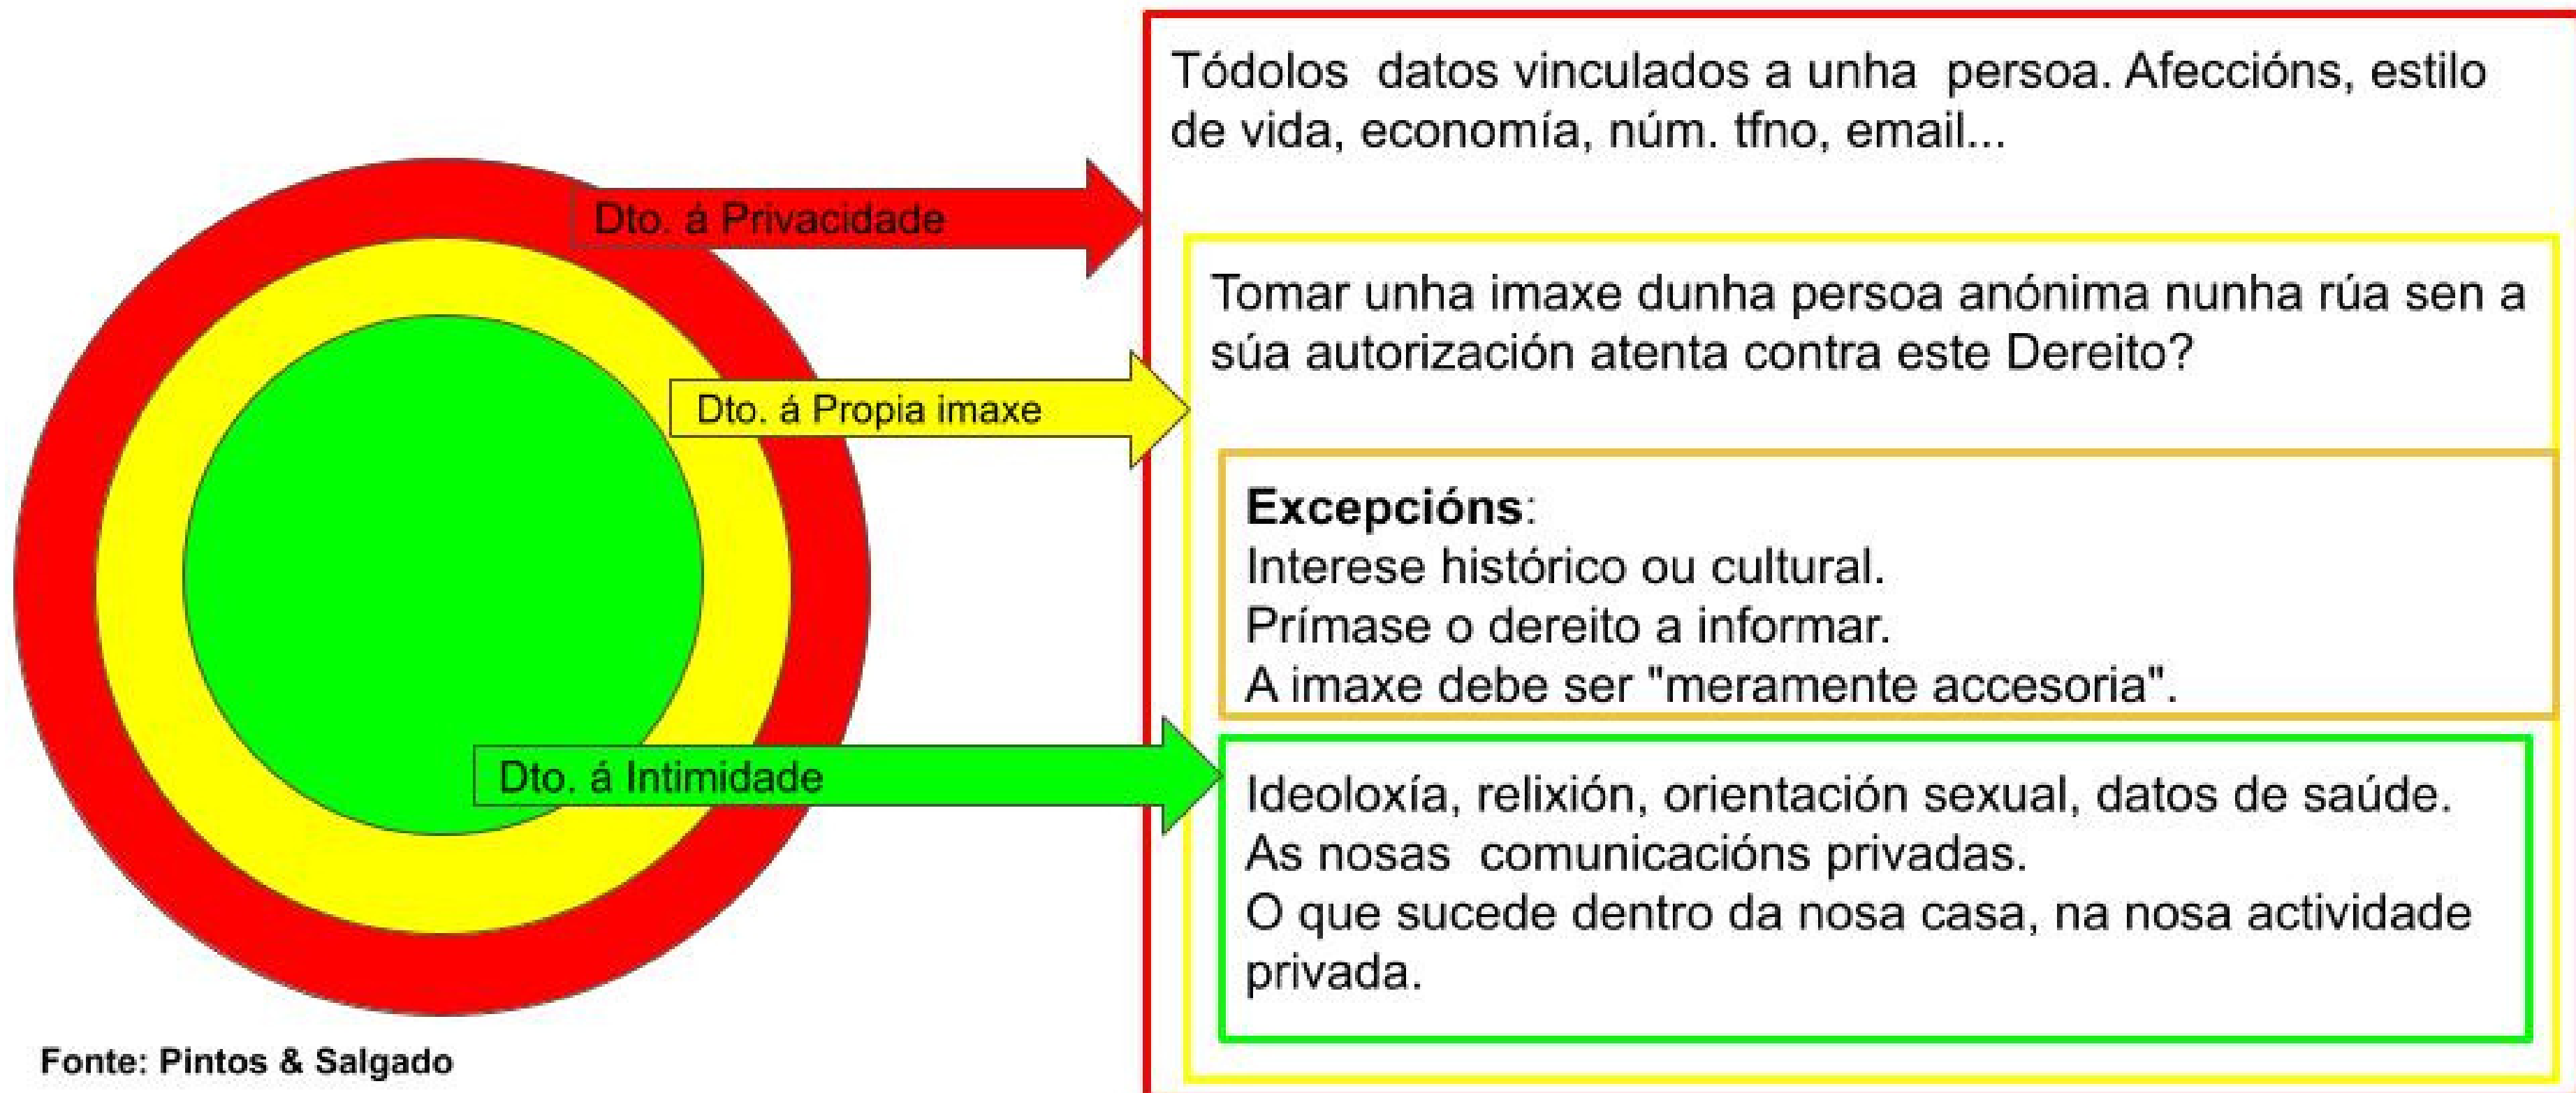 Tódolos datos vinculados a unha persoa. Afeccións, estilo
de vida, economía, núm. tfno, email...
Dto. á Privacidade
Tomar unha imaxe dunha persoa anónima nunha rúa sen a
súa autorización atenta contra este Dereito?
Dto. á Propia imaxe
Excepcións:
Interese histórico ou cultural.
Prímase o dereito a informar.
A imaxe debe ser "meramente accesoria".
Dto. á Intimidade
Ideoloxía, relixión, orientación sexual, datos de saúde.
As nosas comunicacións privadas.
O que sucede dentro da nosa casa, na nosa actividade
privada.
Fonte: Pintos & Salgado